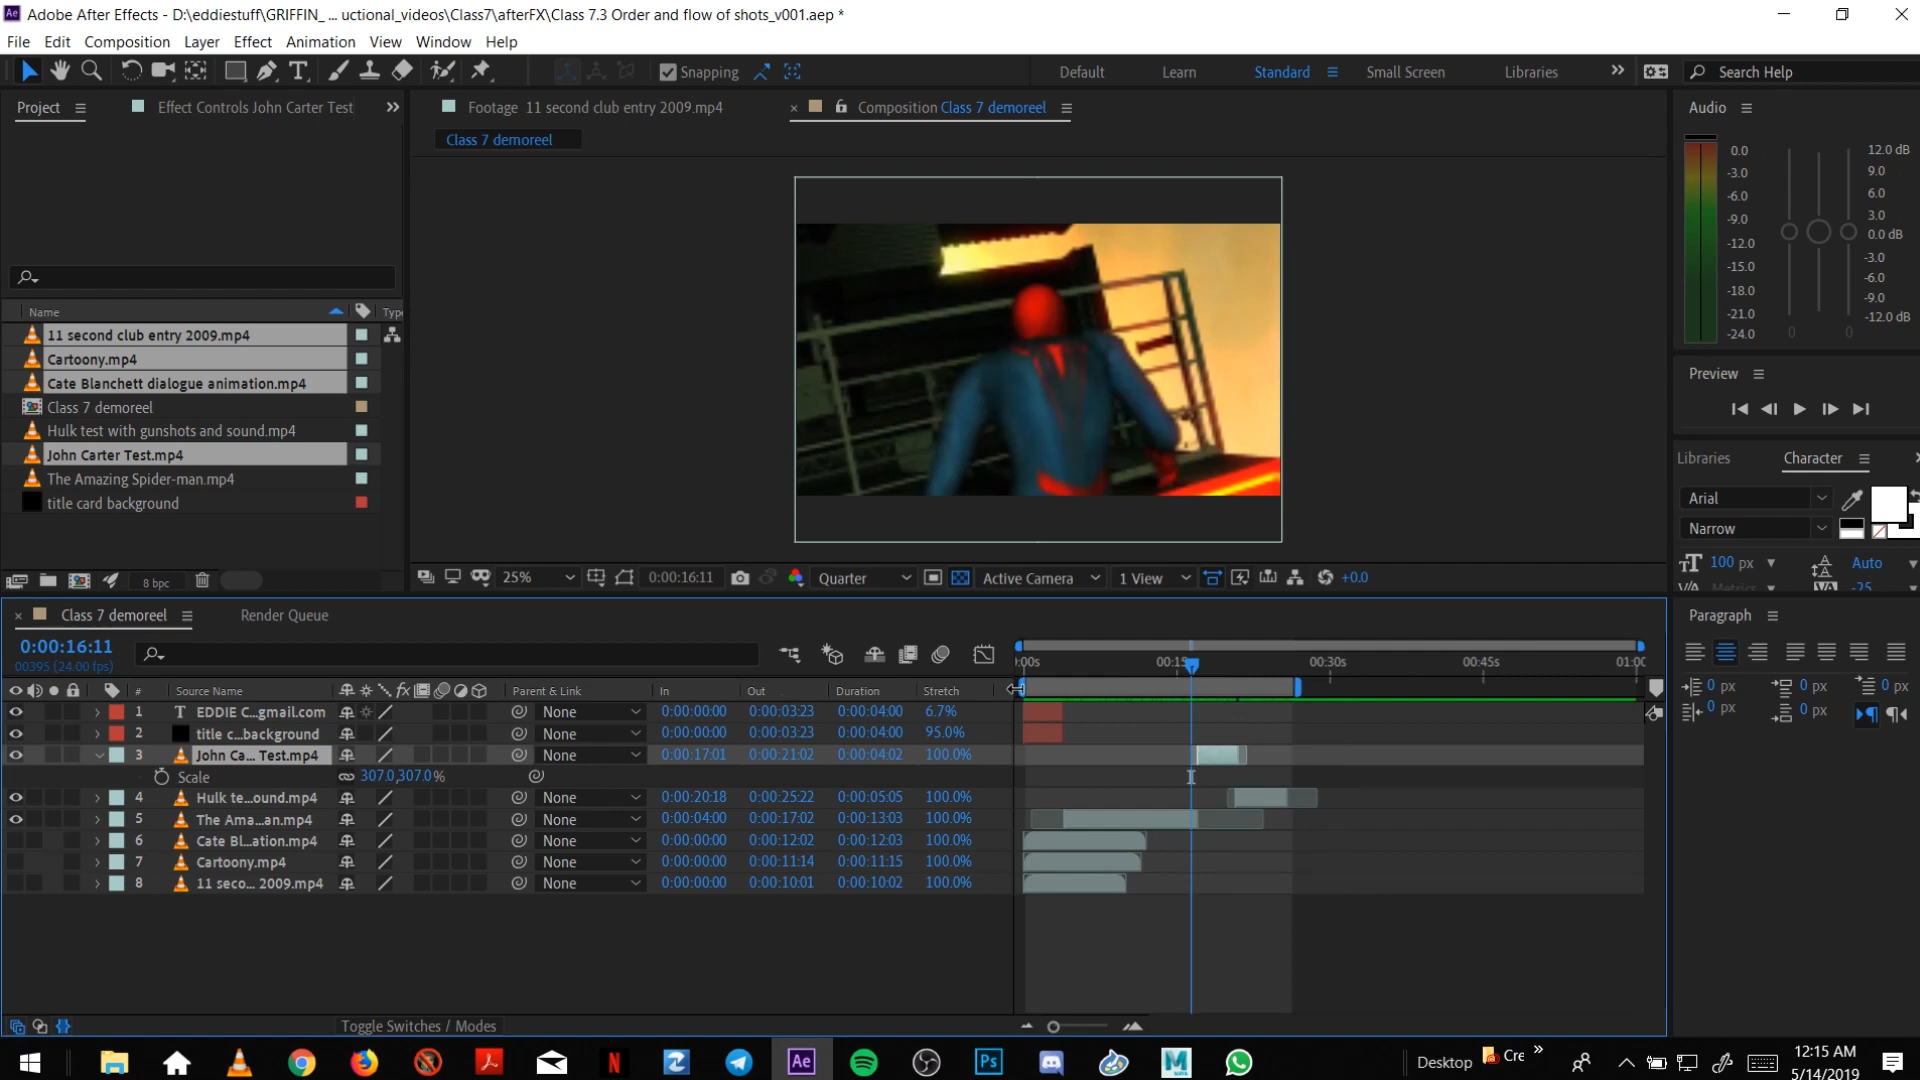 Adobe After Effects - D:\eddiestuff\GRIFFIN_ ... uctional_videos\Class7\afterFX\Class 7.3 Order and flow of shots_v001.aep *
File Edit Composition Layer Effect Animation View Window Help
Snapping Default Learn Standard Small Screen Libraries Search Help
Project Effect Controls John Carter Test Footage 11 second club entry 2009.mp4 Composition Class 7 demoreel Audio
Class 7 demoreel
0.0 12.0 dB
-3.0 9.0
-6.0 6.0
-9.0 3.0
-12.0 0.0 dB
-15.0 -3.0
-18.0 -6.0
-21.0 -9.0
-24.0 0 0 -12.0 dB
Name Type
11 second club entry 2009.mp4
Cartoony.mp4
Cate Blanchett dialogue animation.mp4
Class 7 demoreel
Hulk test with gunshots and sound.mp4
John Carter Test.mp4
The Amazing Spider-man.mp4
title card background
Preview
Libraries Character
Arial
Narrow
100 px Auto
Metrics -25
8 bpc 25% 0:00:16:11 Quarter Active Camera 1 View +0.0
Class 7 demoreel Render Queue Paragraph
0:00:16:11
00395 (24.00 fps)
:00s 00:15 00:30s 00:45s 01:00
# Source Name fx Parent & Link In Out Duration Stretch
0 px 0 px 0 px
0 px 0 px
1 T EDDIE C...gmail.com None 0:00:00:00 0:00:03:23 0:00:04:00 6.7%
2 title c...background None 0:00:00:00 0:00:03:23 0:00:04:00 95.0%
3 John Ca... Test.mp4 None 0:00:17:01 0:00:21:02 0:00:04:02 100.0%
Scale 307.0,307.0%
4 Hulk te...ound.mp4 None 0:00:20:18 0:00:25:22 0:00:05:05 100.0%
5 The Ama...an.mp4 None 0:00:04:00 0:00:17:02 0:00:13:03 100.0%
6 Cate Bl...ation.mp4 None 0:00:00:00 0:00:12:02 0:00:12:03 100.0%
7 Cartoony.mp4 None 0:00:00:00 0:00:11:14 0:00:11:15 100.0%
8 11 seco... 2009.mp4 None 0:00:00:00 0:00:10:01 0:00:10:02 100.0%
Toggle Switches / Modes
N Ae Ps Desktop Cre 12:15 AM
5/14/2019